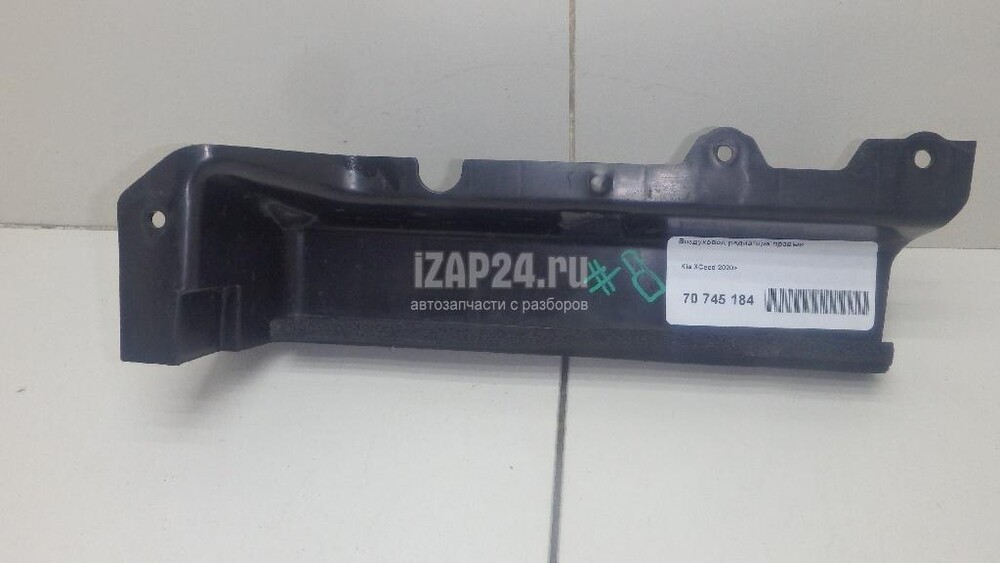 Воздуховод радиатора правый
Kia XCeed 2020>
iZAP24.ru
автозапчасти с разборов
70 745 184